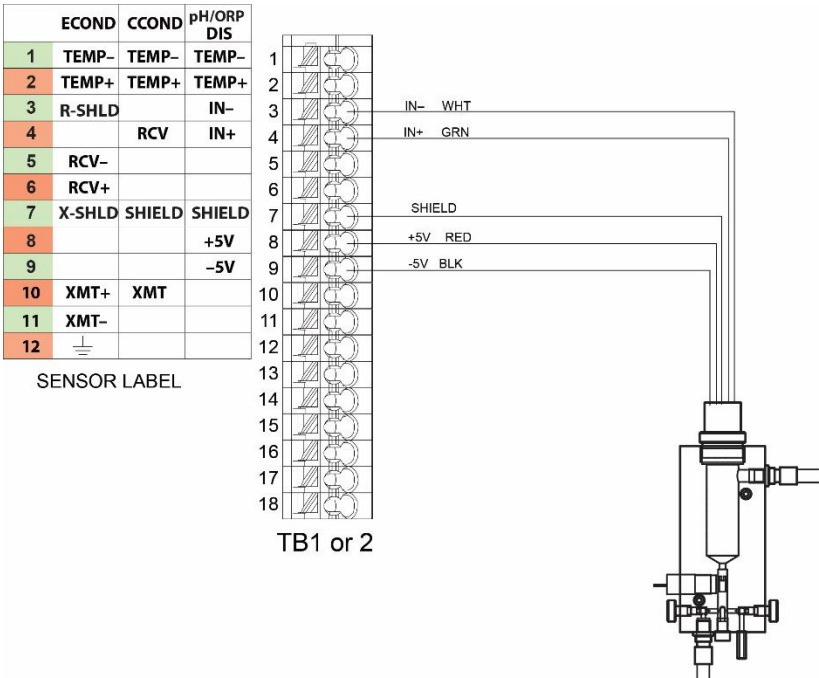 ECOND CCOND pH/ORP DIS
1 TEMP– TEMP– TEMP–
2 TEMP+ TEMP+ TEMP+
3 R-SHLD IN–
4 RCV IN+
5 RCV–
6 RCV+
7 X-SHLD SHIELD SHIELD
8 +5V
9 –5V
10 XMT+ XMT
11 XMT–
12
SENSOR LABEL
1
2
3 IN– WHT
4 IN+ GRN
5
6
7 SHIELD
8 +5V RED
9 -5V BLK
10
11
12
13
14
15
16
17
18
TB1 or 2